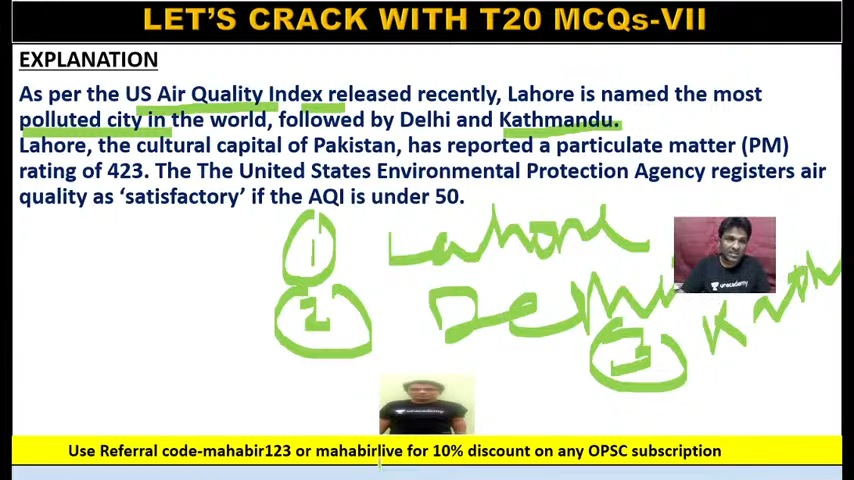 LET’S CRACK WITH T20 MCQs-VII
EXPLANATION
As per the US Air Quality Index released recently, Lahore is named the most
polluted city in the world, followed by Delhi and Kathmandu.
Lahore, the cultural capital of Pakistan, has reported a particulate matter (PM)
rating of 423. The The United States Environmental Protection Agency registers air
quality as ‘satisfactory’ if the AQI is under 50.
1 Lahore
2 Delhi
3 Kath
unacademy
unacademy
Use Referral code-mahabir123 or mahabirlive for 10% discount on any OPSC subscription